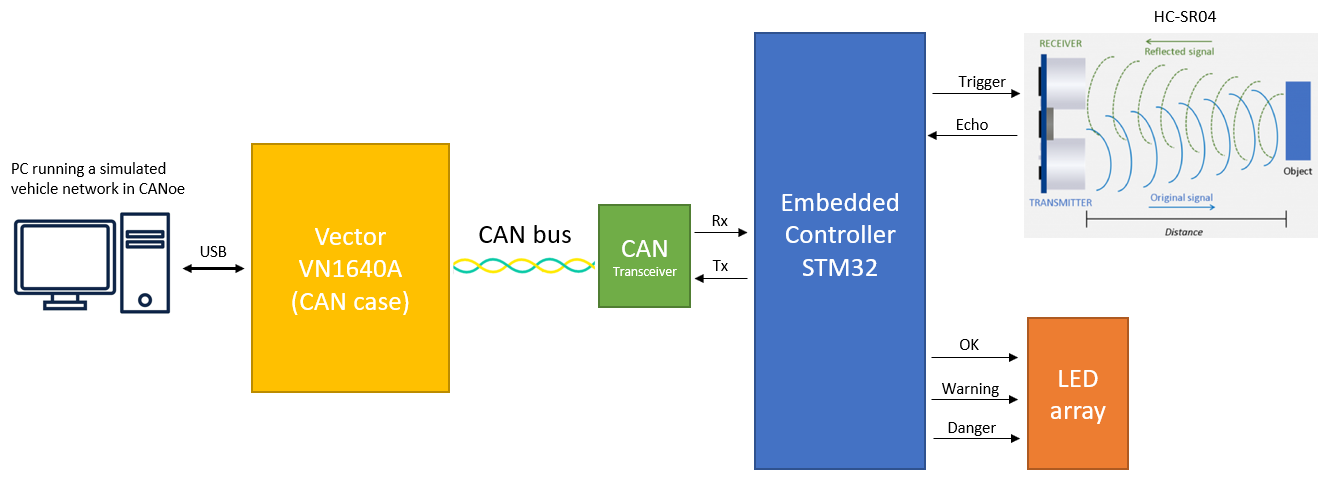 HC-SR04
RECEIVER
Reflected signal
Trigger
Echo
Object
TRANSMITTER
Original signal
Distance
PC running a simulated
vehicle network in CANoe
USB
Vector
VN1640A
(CAN case)
CAN bus
CAN
Transceiver
Rx
Tx
Embedded
Controller
STM32
OK
Warning
Danger
LED
array